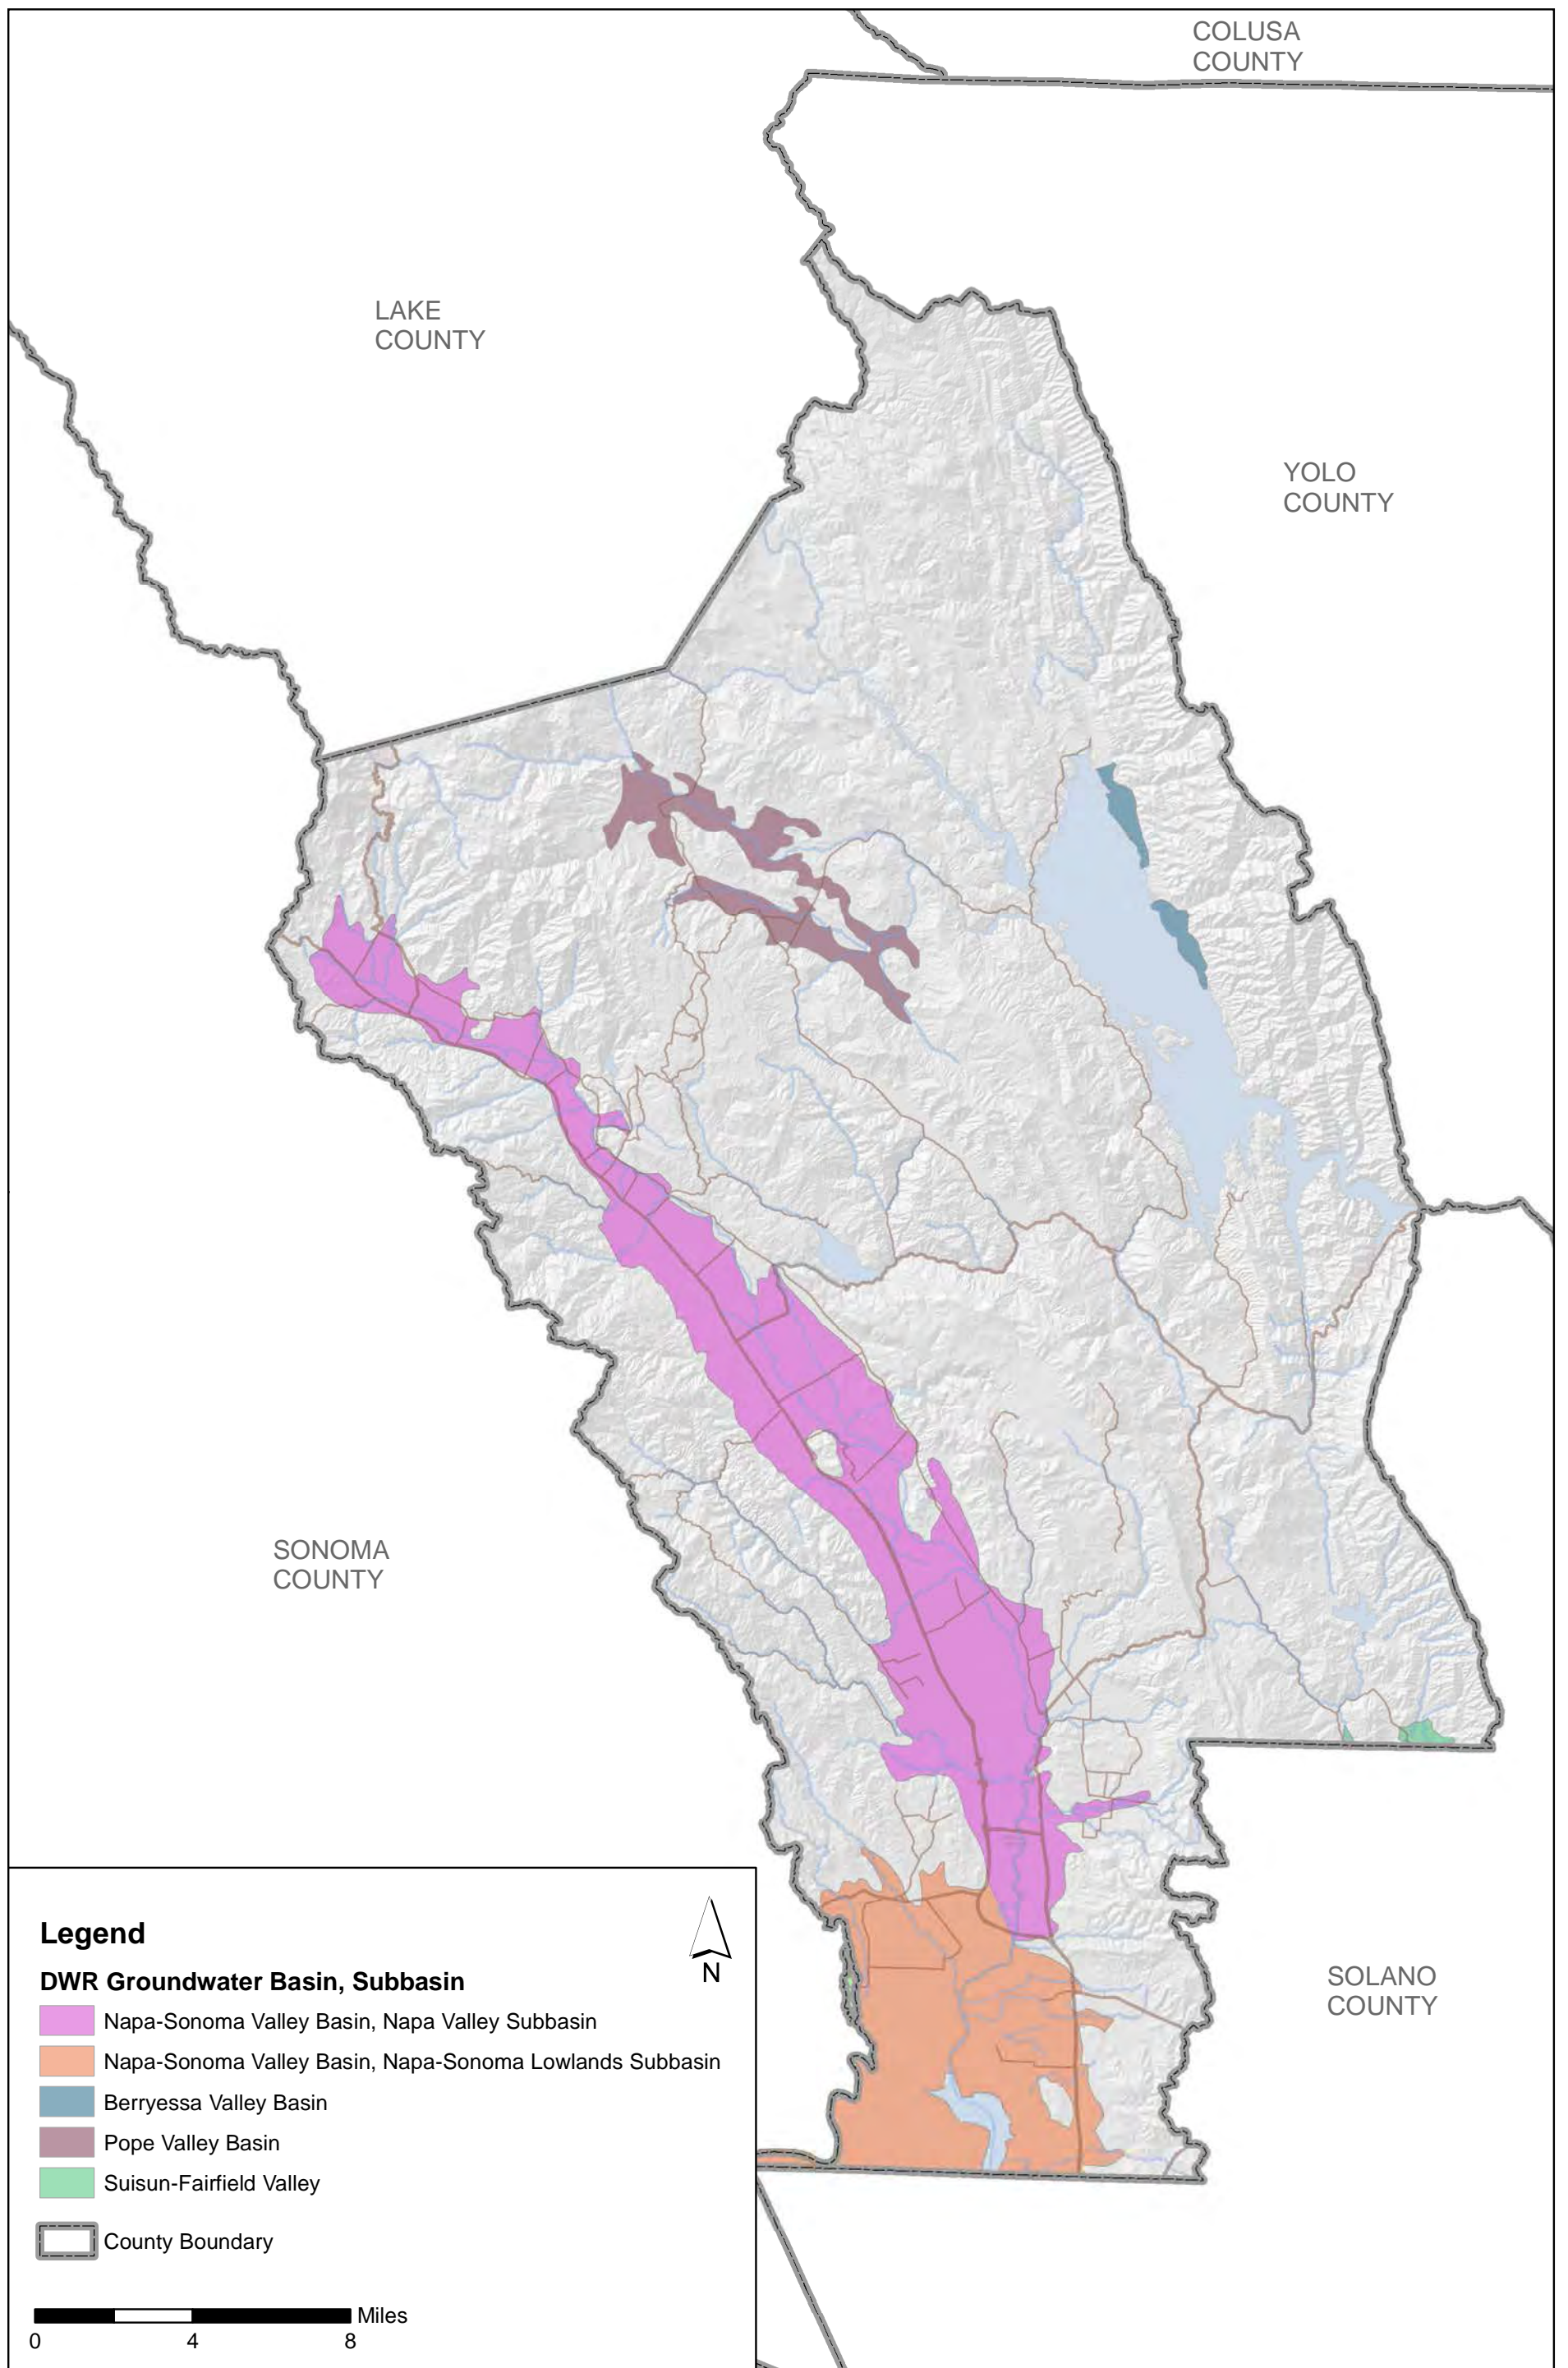 COLUSA
COUNTY
LAKE
COUNTY
YOLO
COUNTY
SONOMA
COUNTY
SOLANO
COUNTY
Legend
N
DWR Groundwater Basin, Subbasin
Napa-Sonoma Valley Basin, Napa Valley Subbasin
Napa-Sonoma Valley Basin, Napa-Sonoma Lowlands Subbasin
Berryessa Valley Basin
Pope Valley Basin
Suisun-Fairfield Valley
County Boundary
Miles
0 4 8